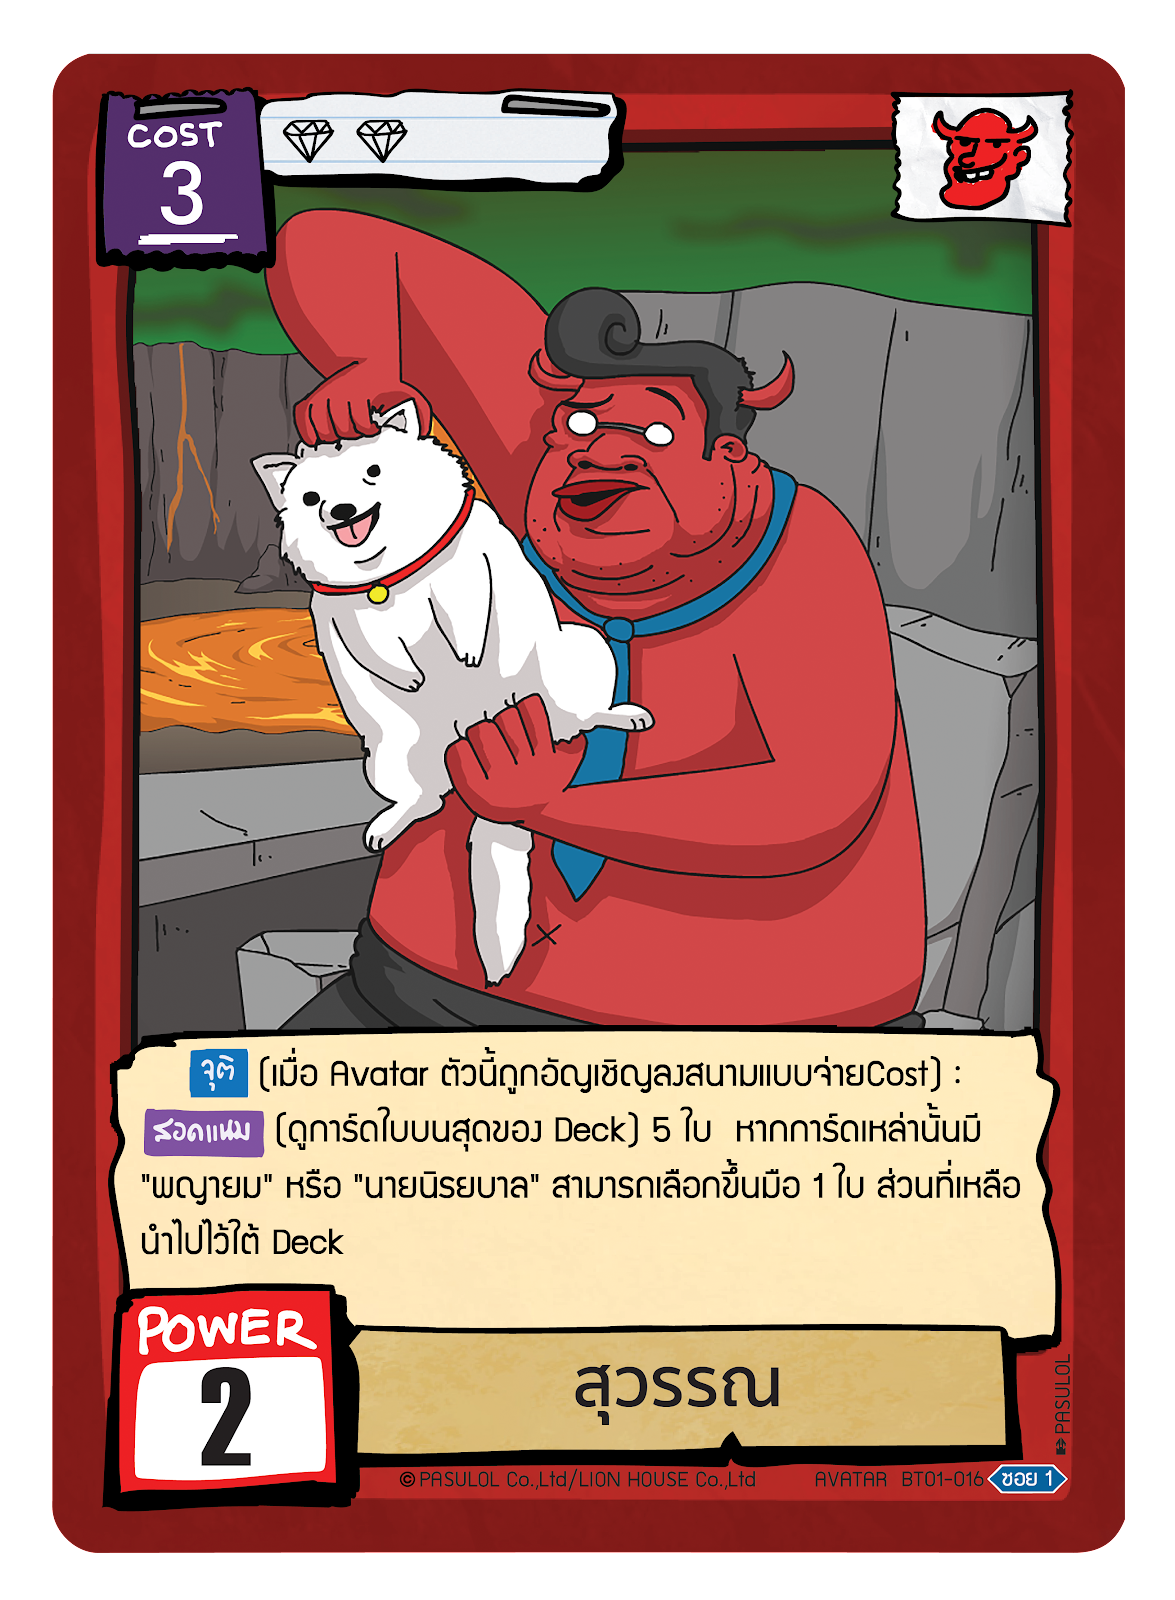 COST
3
จุติ (เมื่อ Avatar ตัวนี้ถูกอัญเชิญลงสนามแบบจ่ายCost) :
สอดแนม (ดูการ์ดใบบนสุดของ Deck) 5 ใบ หากการ์ดเหล่านั้นมี
"พญายม" หรือ "นายนิรยบาล" สามารถเลือกขึ้นมือ 1 ใบ ส่วนที่เหลือ
นำไปไว้ใต้ Deck
POWER
2
สุวรรณ
PASULOL
© PASULOL Co.,Ltd/LION HOUSE Co.,Ltd
AVATAR BT01-016 ซอย 1